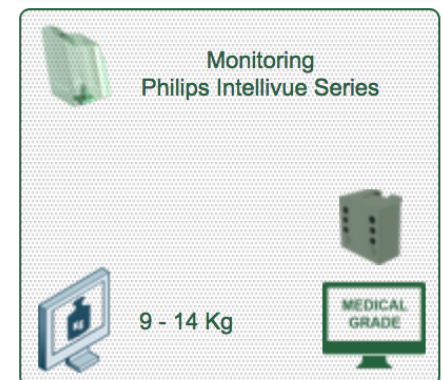 Monitoring
Philips Intellivue Series
9 - 14 Kg
MEDICAL
GRADE